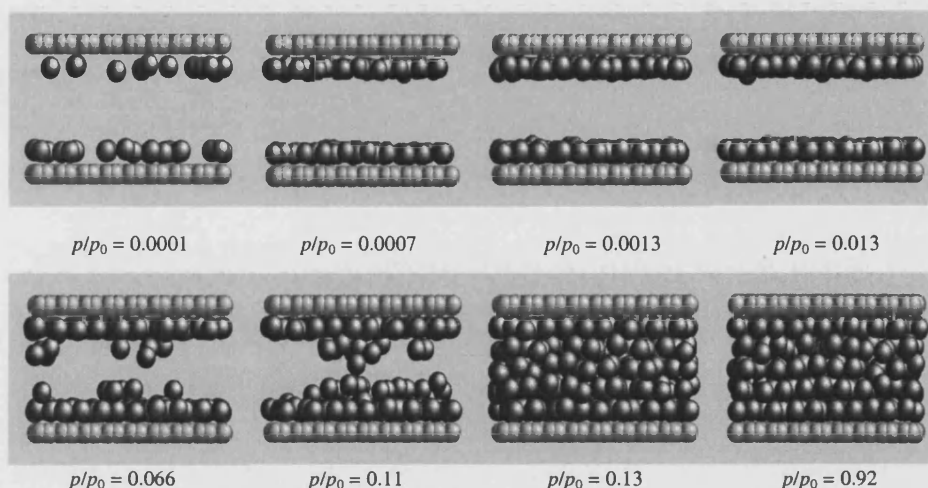 p/p₀ = 0.0001 p/p₀ = 0.0007 p/p₀ = 0.0013 p/p₀ = 0.013
p/p₀ = 0.066 p/p₀ = 0.11 p/p₀ = 0.13 p/p₀ = 0.92